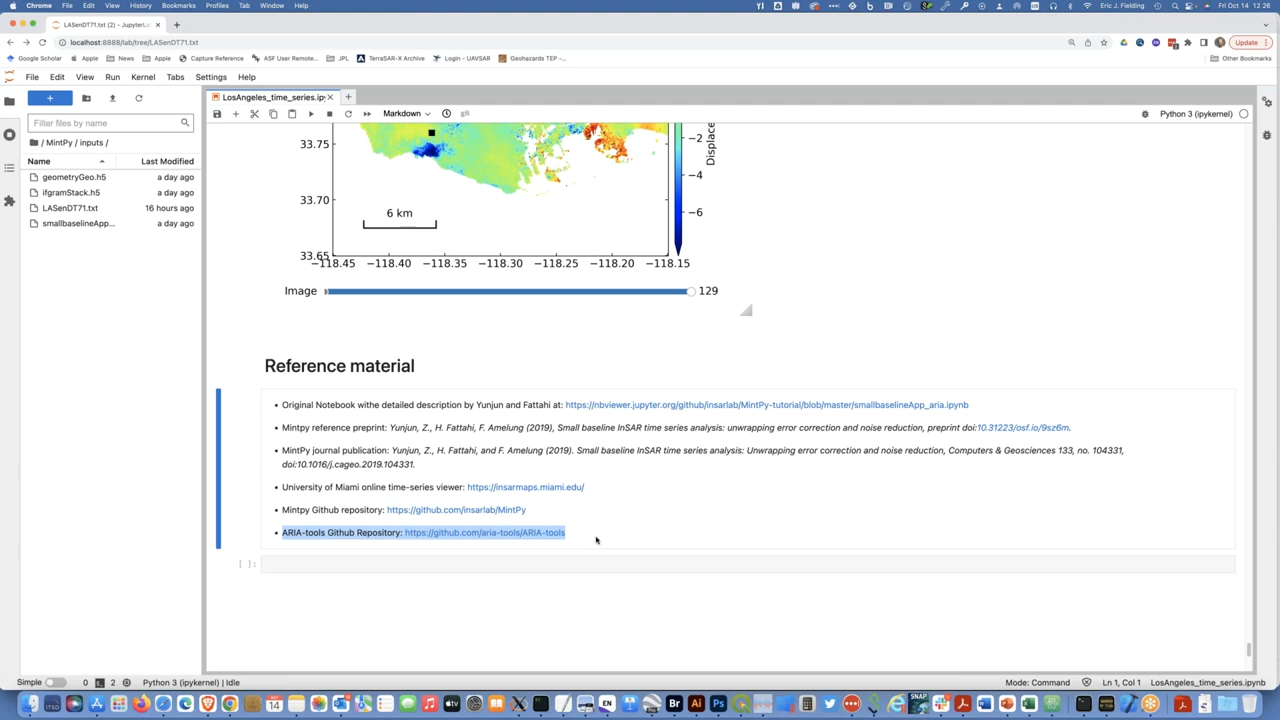 Chrome File Edit View History Bookmarks Profiles Tab Window Help Eric J. Fielding Fri Oct 14 12:26
LASenDT71.txt (2) - JupyterL
localhost:8888/lab/tree/LASenDT71.txt Update
Google Scholar Apple News Apple Capture Reference ASF User Remote... JPL TerraSAR-X Archive Login - UAVSAR Geohazards TEP -... Other Bookmarks
File Edit View Run Kernel Tabs Settings Help
LosAngeles_time_series.ipy
Markdown git Python 3 (ipykernel)
Filter files by name
/ MintPy / inputs /
Name Last Modified
geometryGeo.h5 a day ago
ifgramStack.h5 a day ago
LASenDT71.txt 16 hours ago
smallbaselineApp... a day ago
33.75
33.70
33.65
6 km
−2
−4
−6
Displace
−118.45 −118.40 −118.35 −118.30 −118.25 −118.20 −118.15
Image 129
Reference material
• Original Notebook withe detailed description by Yunjun and Fattahi at: https://nbviewer.jupyter.org/github/insarlab/MintPy-tutorial/blob/master/smallbaselineApp_aria.ipynb
• Mintpy reference preprint: Yunjun, Z., H. Fattahi, F. Amelung (2019), Small baseline InSAR time series analysis: unwrapping error correction and noise reduction, preprint doi:10.31223/osf.io/9sz6m.
• MintPy journal publication: Yunjun, Z., H. Fattahi, and F. Amelung (2019). Small baseline InSAR time series analysis: Unwrapping error correction and noise reduction, Computers & Geosciences 133, no. 104331,
doi:10.1016/j.cageo.2019.104331.
• University of Miami online time-series viewer: https://insarmaps.miami.edu/
• Mintpy Github repository: https://github.com/insarlab/MintPy
• ARIA-tools Github Repository: https://github.com/aria-tools/ARIA-tools
[ ]:
Simple 0 2 Python 3 (ipykernel) | Idle Mode: Command Ln 1, Col 1 LosAngeles_time_series.ipynb